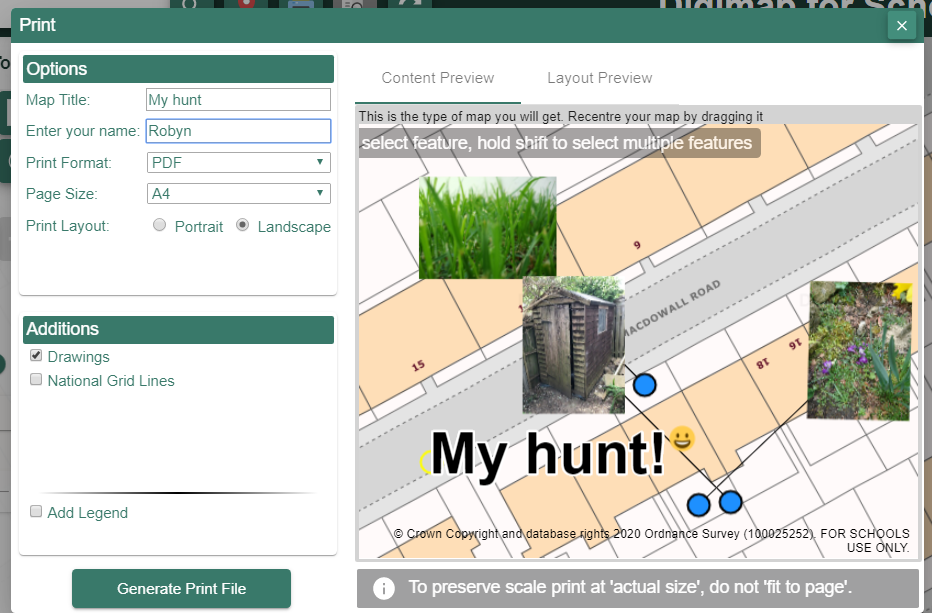 Digimap for Scho
Print
×
Options
Map Title: My hunt
Enter your name: Robyn
Print Format: PDF
Page Size: A4
Print Layout: Portrait Landscape
Additions
Drawings
National Grid Lines
Add Legend
Generate Print File
Content Preview Layout Preview
This is the type of map you will get. Recentre your map by dragging it
select feature, hold shift to select multiple features
9
MACDOWALL ROAD
15
16
18
My hunt!😀
© Crown Copyright and database rights 2020 Ordnance Survey (100025252). FOR SCHOOLS
USE ONLY.
i To preserve scale print at 'actual size', do not 'fit to page'.